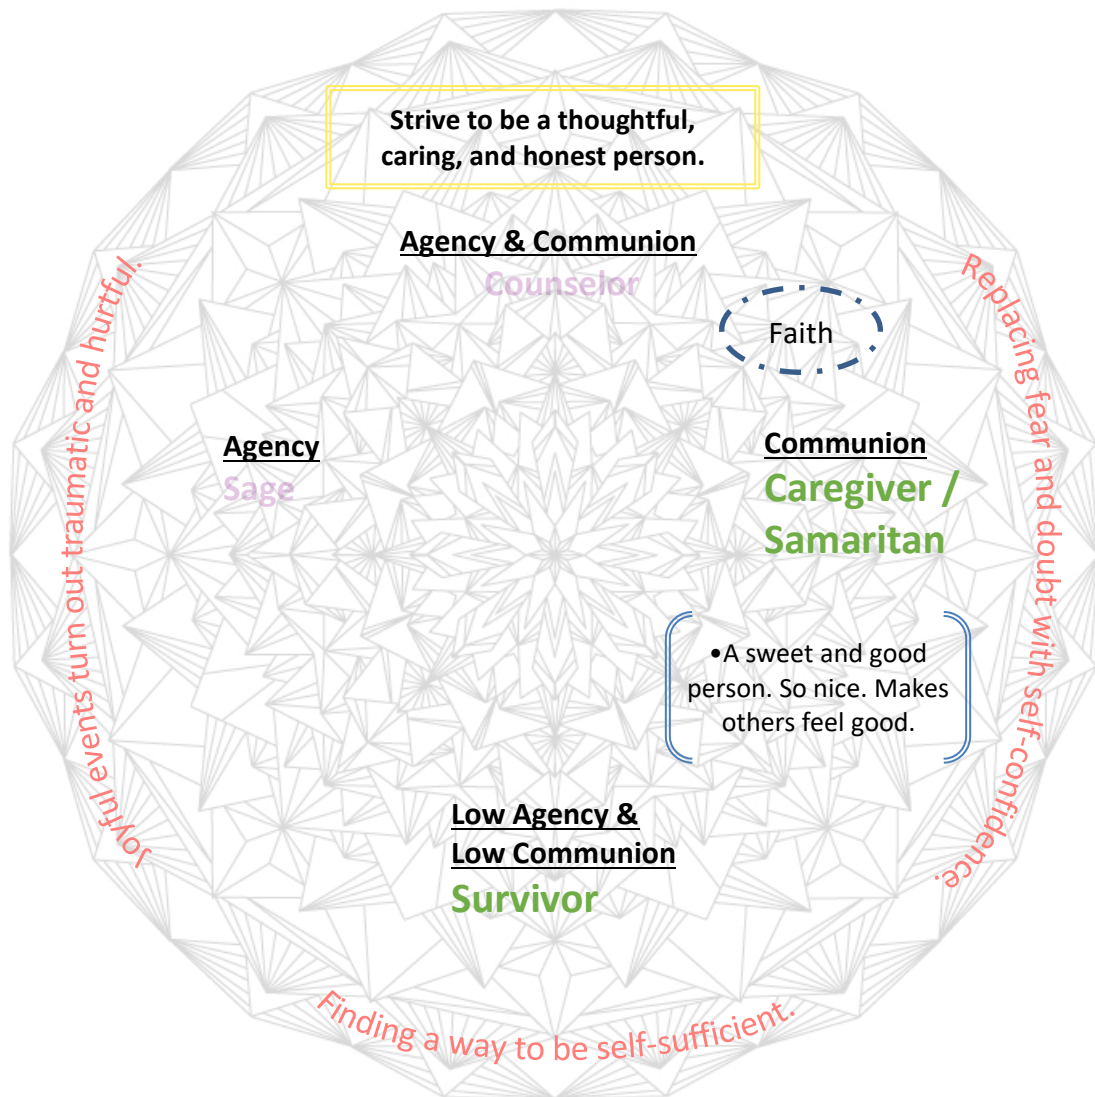 Strive to be a thoughtful,
caring, and honest person.
Agency & Communion
Counselor
Faith
Joyful events turn out traumatic and hurtful.
Replacing fear and doubt with self-confidence.
Agency
Sage
Communion
Caregiver /
Samaritan
•A sweet and good
person. So nice. Makes
others feel good.
Low Agency &
Low Communion
Survivor
Finding a way to be self-sufficient.